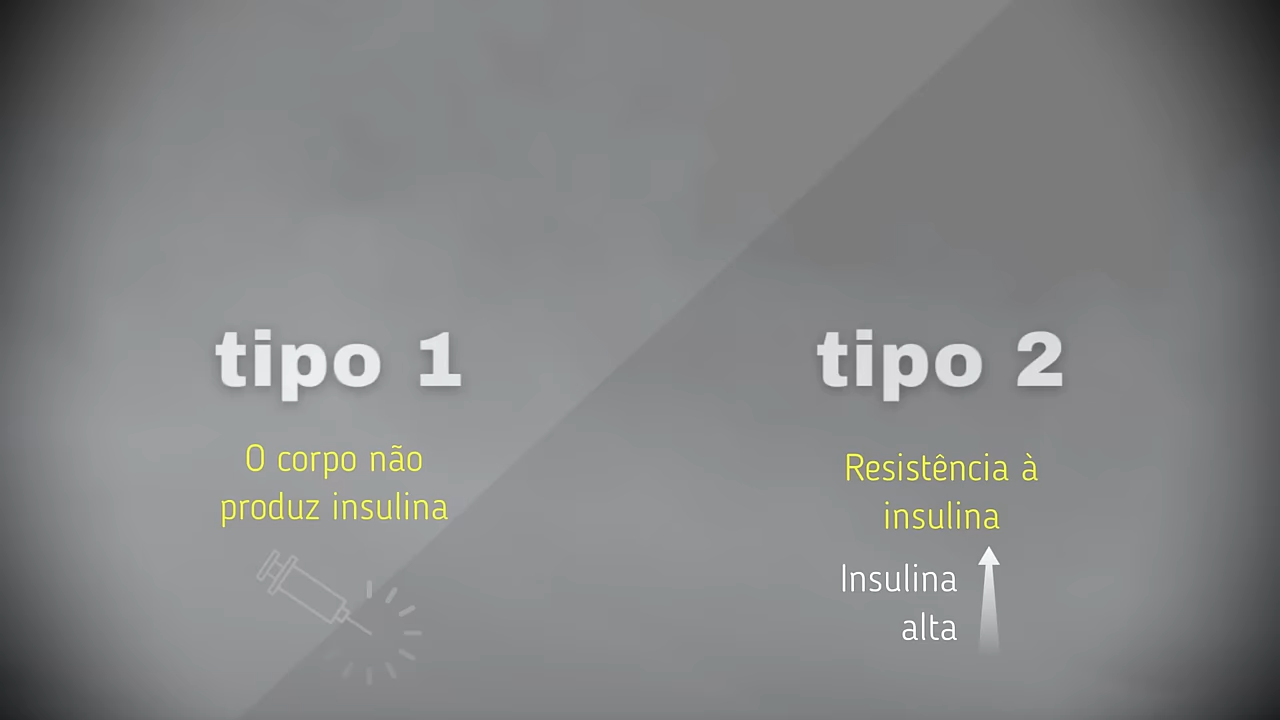 tipo 1
O corpo não
produz insulina
tipo 2
Resistência à
insulina
Insulina
alta